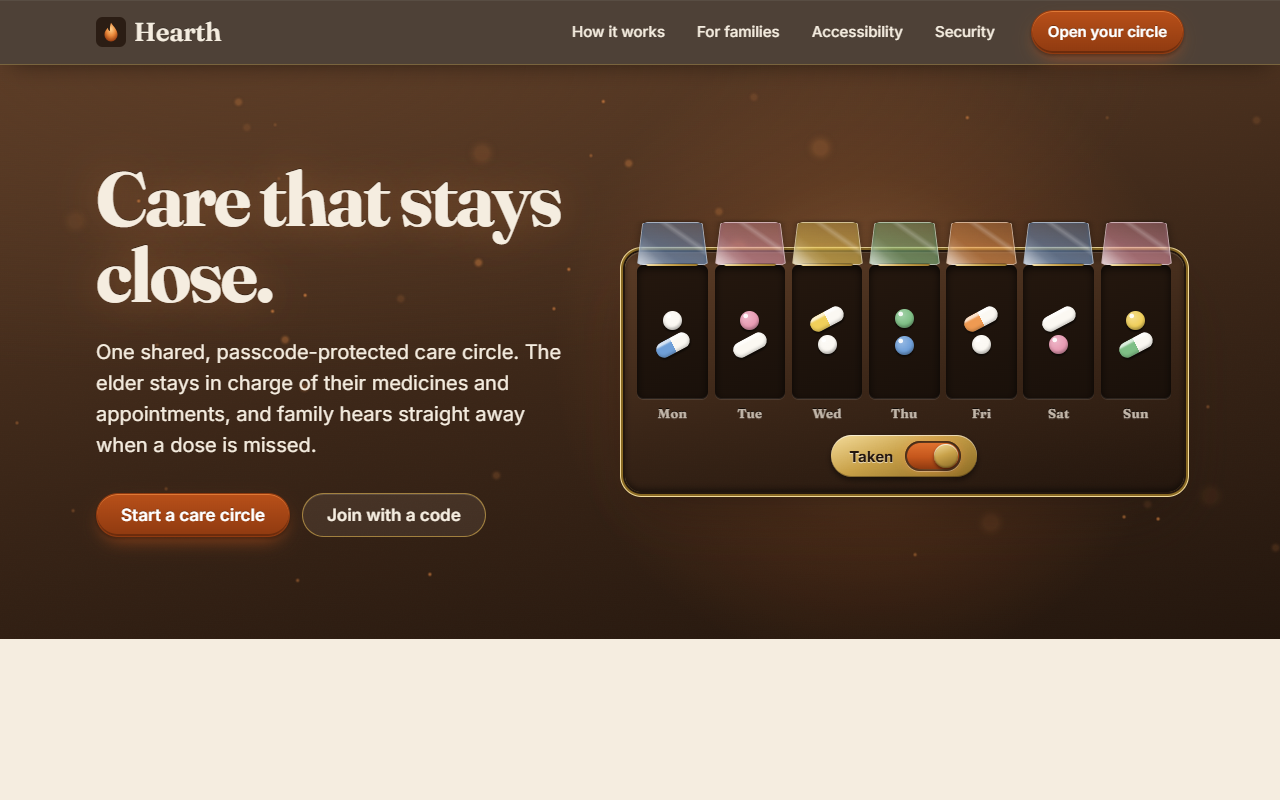 Hearth
How it works
For families
Accessibility
Security
Open your circle
Care that stays
close.
One shared, passcode-protected care circle. The
elder stays in charge of their medicines and
appointments, and family hears straight away
when a dose is missed.
Start a care circle
Join with a code
Mon
Tue
Wed
Thu
Fri
Sat
Sun
Taken